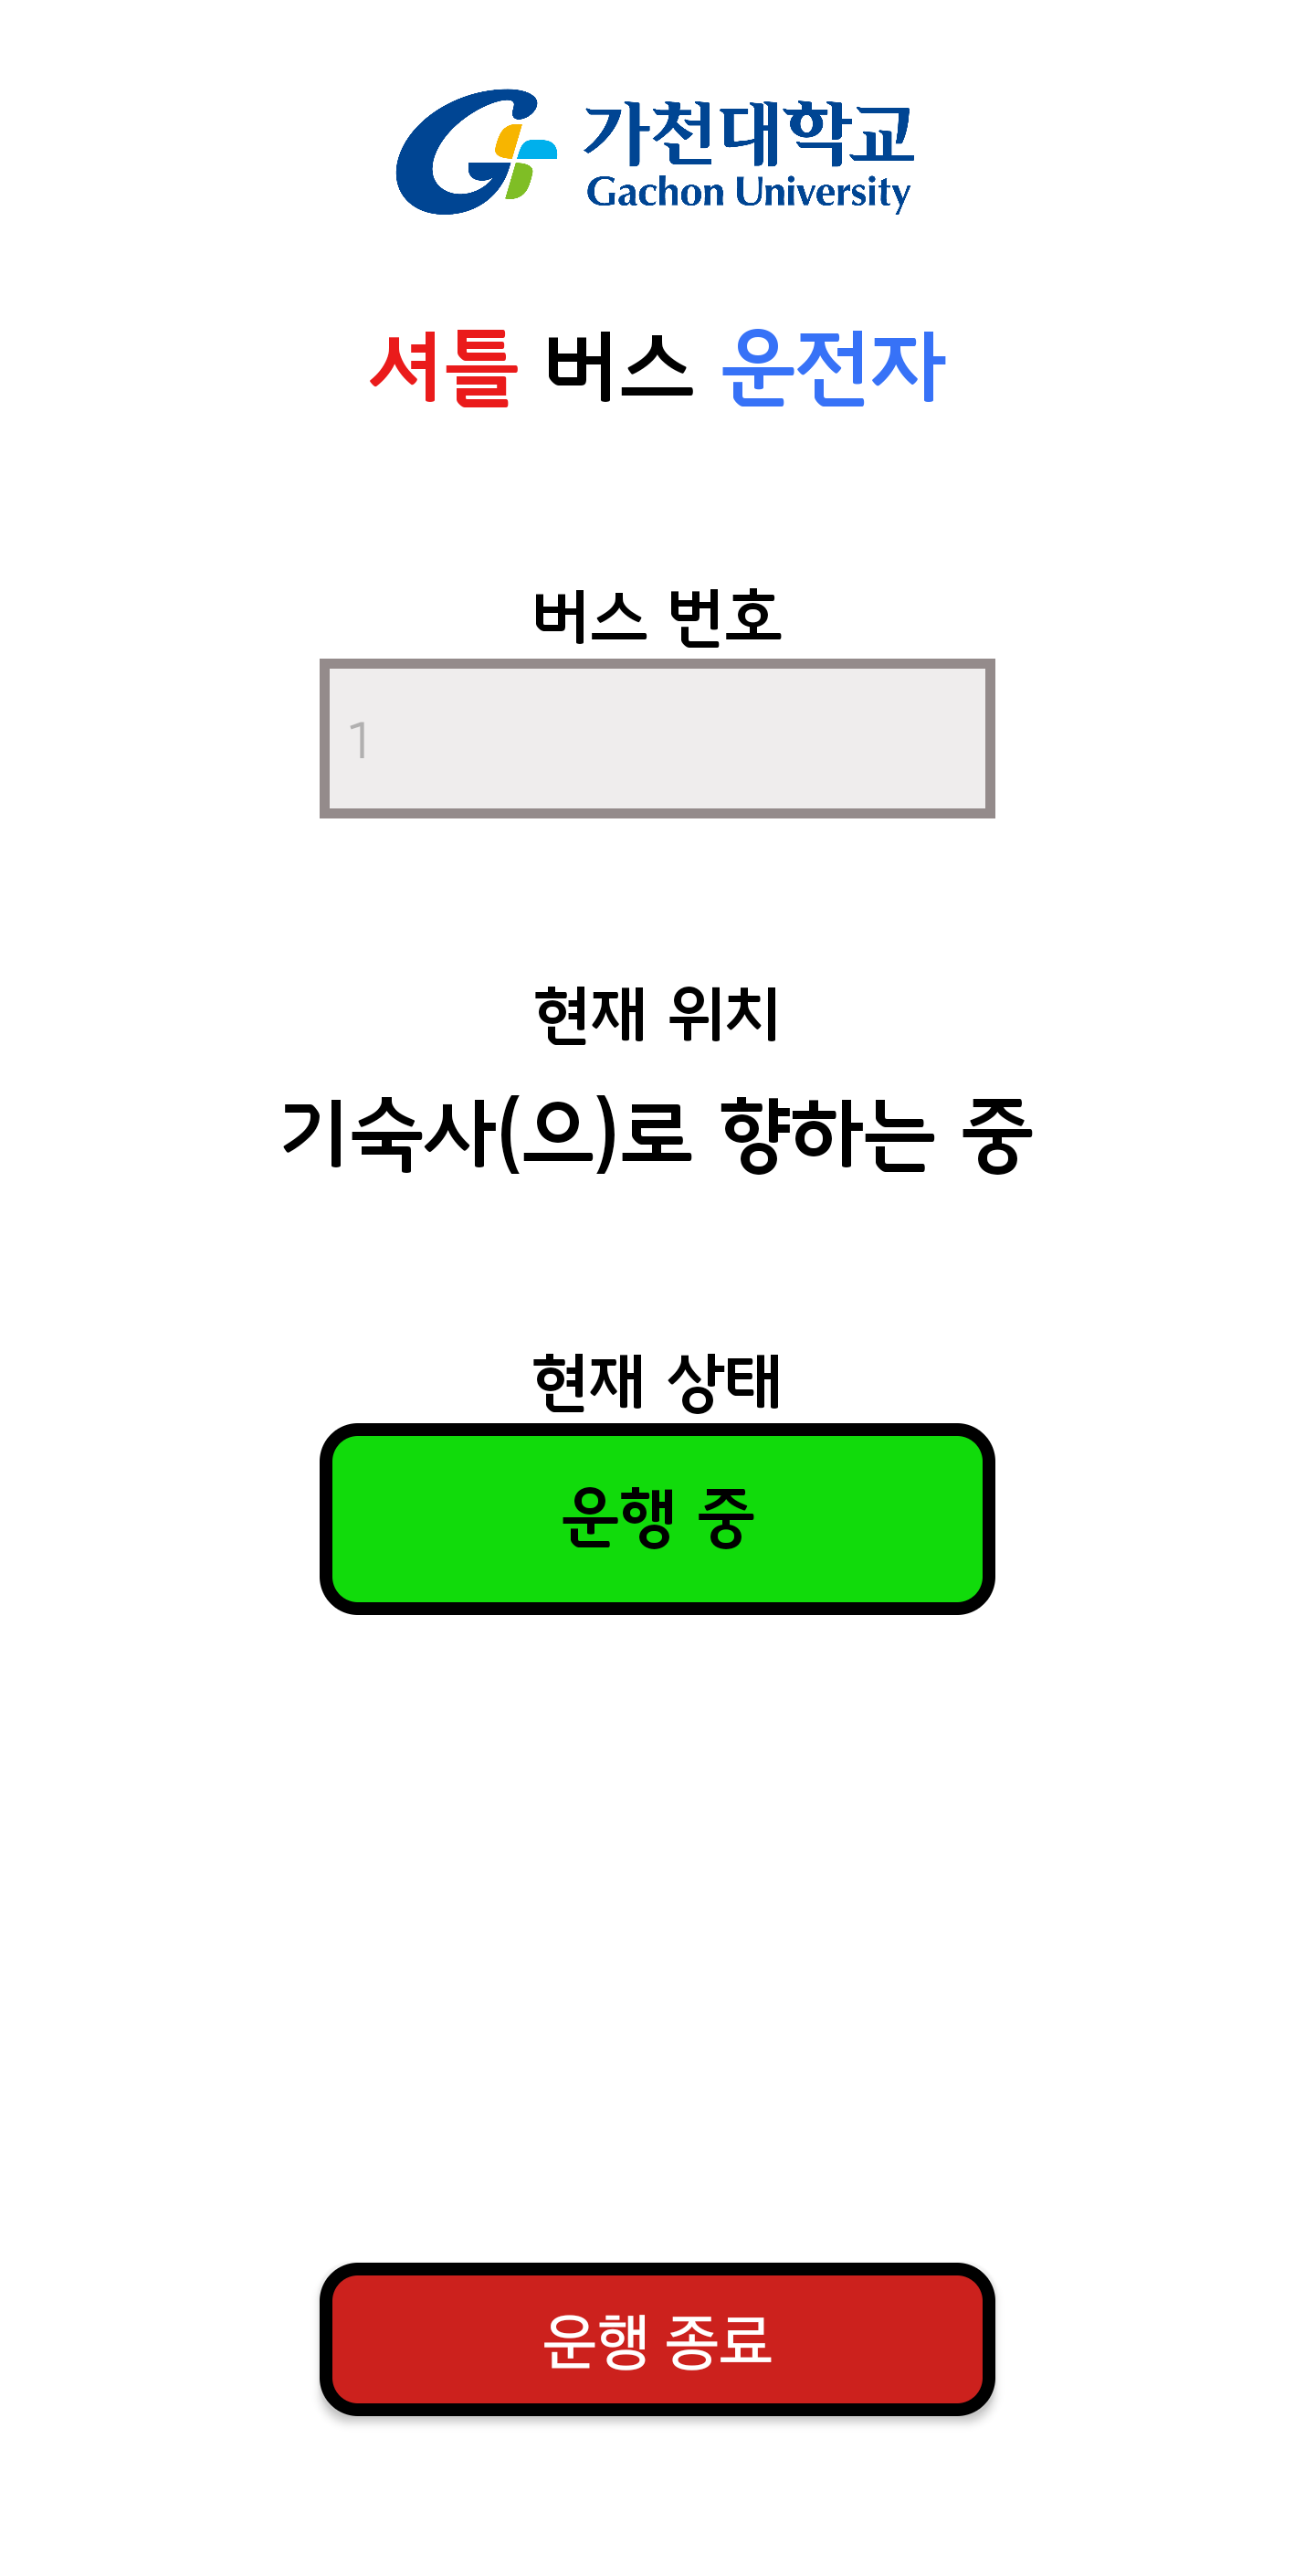 가천대학교
Gachon University
셔틀 버스 운전자
버스 번호
1
현재 위치
기숙사(으)로 향하는 중
현재 상태
운행 중
운행 종료